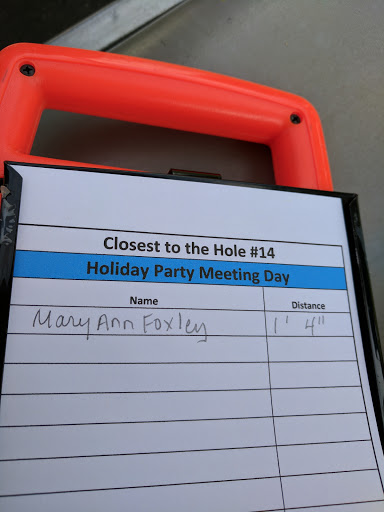 Closest to the Hole #14
Holiday Party Meeting Day
Name Distance
Mary Ann Foxley 1' 4"